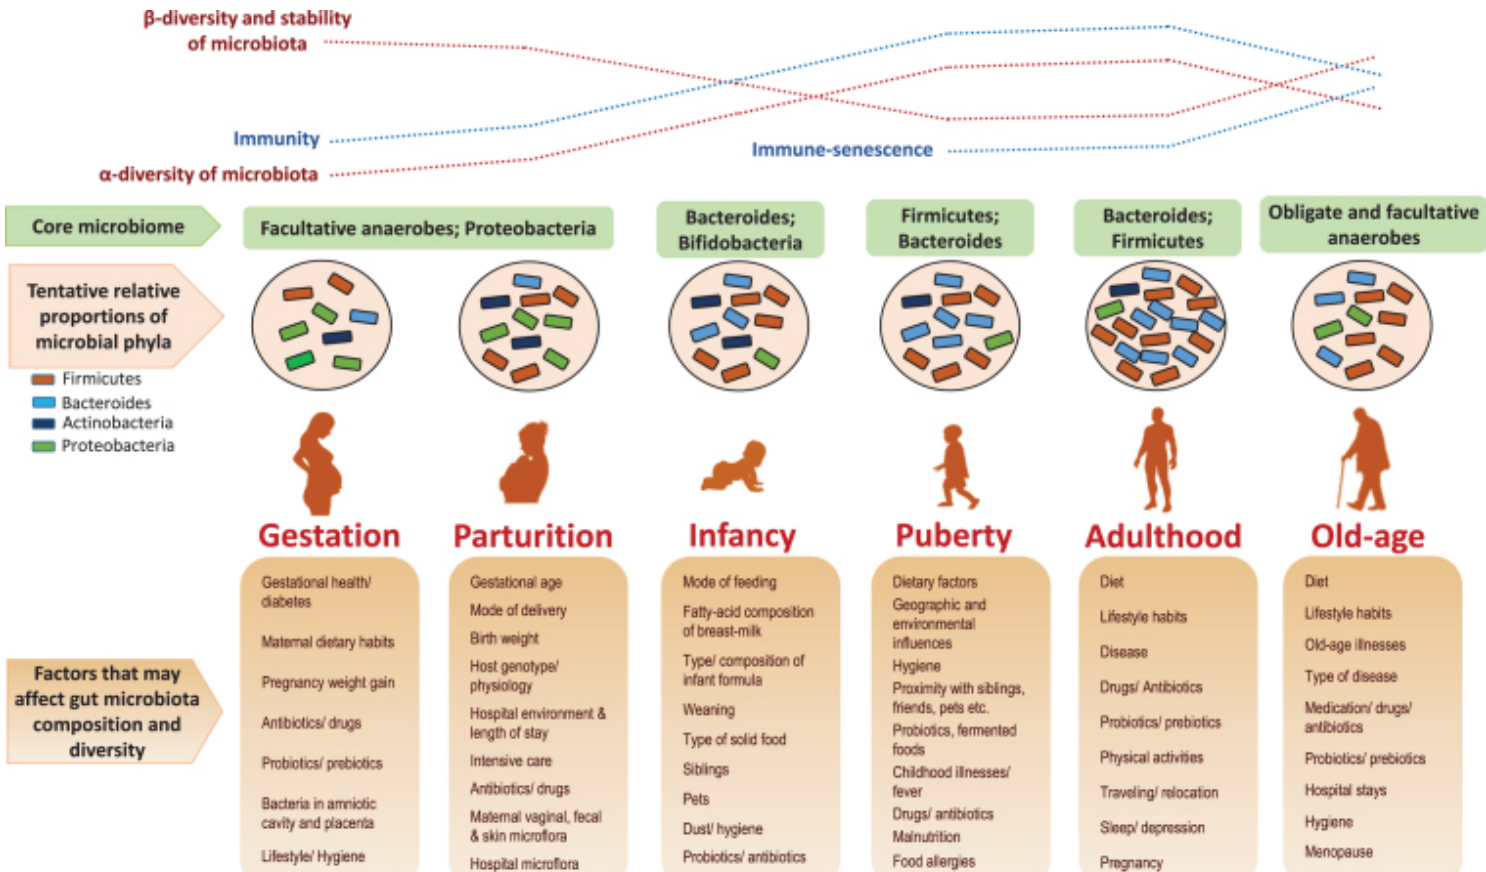 β-diversity and stability
of microbiota
Immunity
α-diversity of microbiota
Immune-senescence
Core microbiome
Facultative anaerobes; Proteobacteria
Bacteroides;
Bifidobacteria
Firmicutes;
Bacteroides
Bacteroides;
Firmicutes
Obligate and facultative
anaerobes
Tentative relative
proportions of
microbial phyla
Firmicutes
Bacteroides
Actinobacteria
Proteobacteria
Gestation
Parturition
Infancy
Puberty
Adulthood
Old-age
Factors that may
affect gut microbiota
composition and
diversity
Gestational health/
diabetes
Maternal dietary habits
Pregnancy weight gain
Antibiotics/ drugs
Probiotics/ prebiotics
Bacteria in amniotic
cavity and placenta
Lifestyle/ Hygiene
Gestational age
Mode of delivery
Birth weight
Host genotype/
physiology
Hospital environment &
length of stay
Intensive care
Antibiotics/ drugs
Maternal vaginal, fecal
& skin microflora
Hospital microflora
Mode of feeding
Fatty-acid composition
of breast-milk
Type/ composition of
infant formula
Weaning
Type of solid food
Siblings
Pets
Dust/ hygiene
Probiotics/ antibiotics
Dietary factors
Geographic and
environmental
influences
Hygiene
Proximity with siblings,
friends, pets etc.
Probiotics, fermented
foods
Childhood illnesses/
fever
Drugs/ antibiotics
Malnutrition
Food allergies
Diet
Lifestyle habits
Disease
Drugs/ Antibiotics
Probiotics/ prebiotics
Physical activities
Traveling/ relocation
Sleep/ depression
Pregnancy
Diet
Lifestyle habits
Old-age illnesses
Type of disease
Medication/ drugs/
antibiotics
Probiotics/ prebiotics
Hospital stays
Hygiene
Menopause